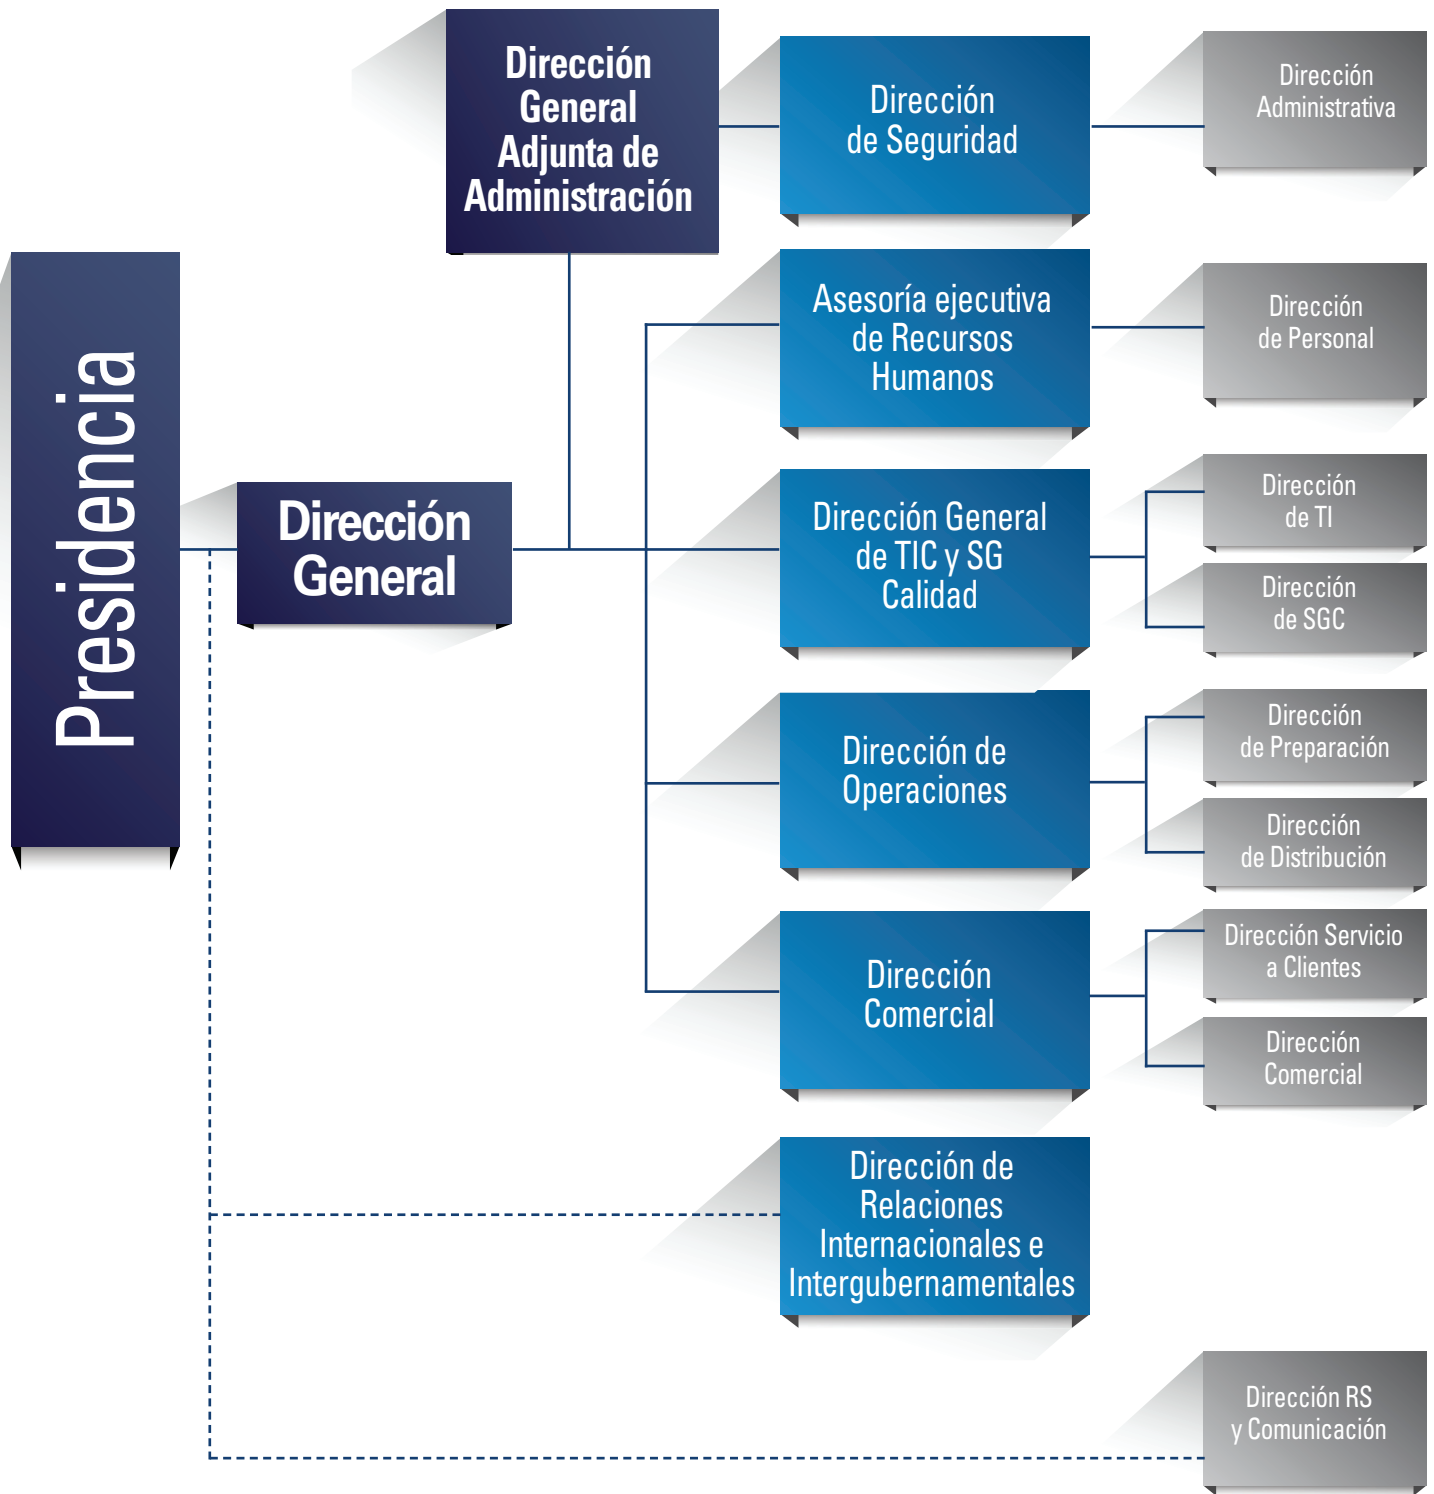 Presidencia
Dirección
General
Dirección
General
Adjunta de
Administración
Dirección
de Seguridad
Dirección
Administrativa
Asesoría ejecutiva
de Recursos
Humanos
Dirección
de Personal
Dirección General
de TIC y SG
Calidad
Dirección
de TI
Dirección
de SGC
Dirección de
Operaciones
Dirección
de Preparación
Dirección
de Distribución
Dirección
Comercial
Dirección Servicio
a Clientes
Dirección
Comercial
Dirección de
Relaciones
Internacionales e
Intergubernamentales
Dirección RS
y Comunicación